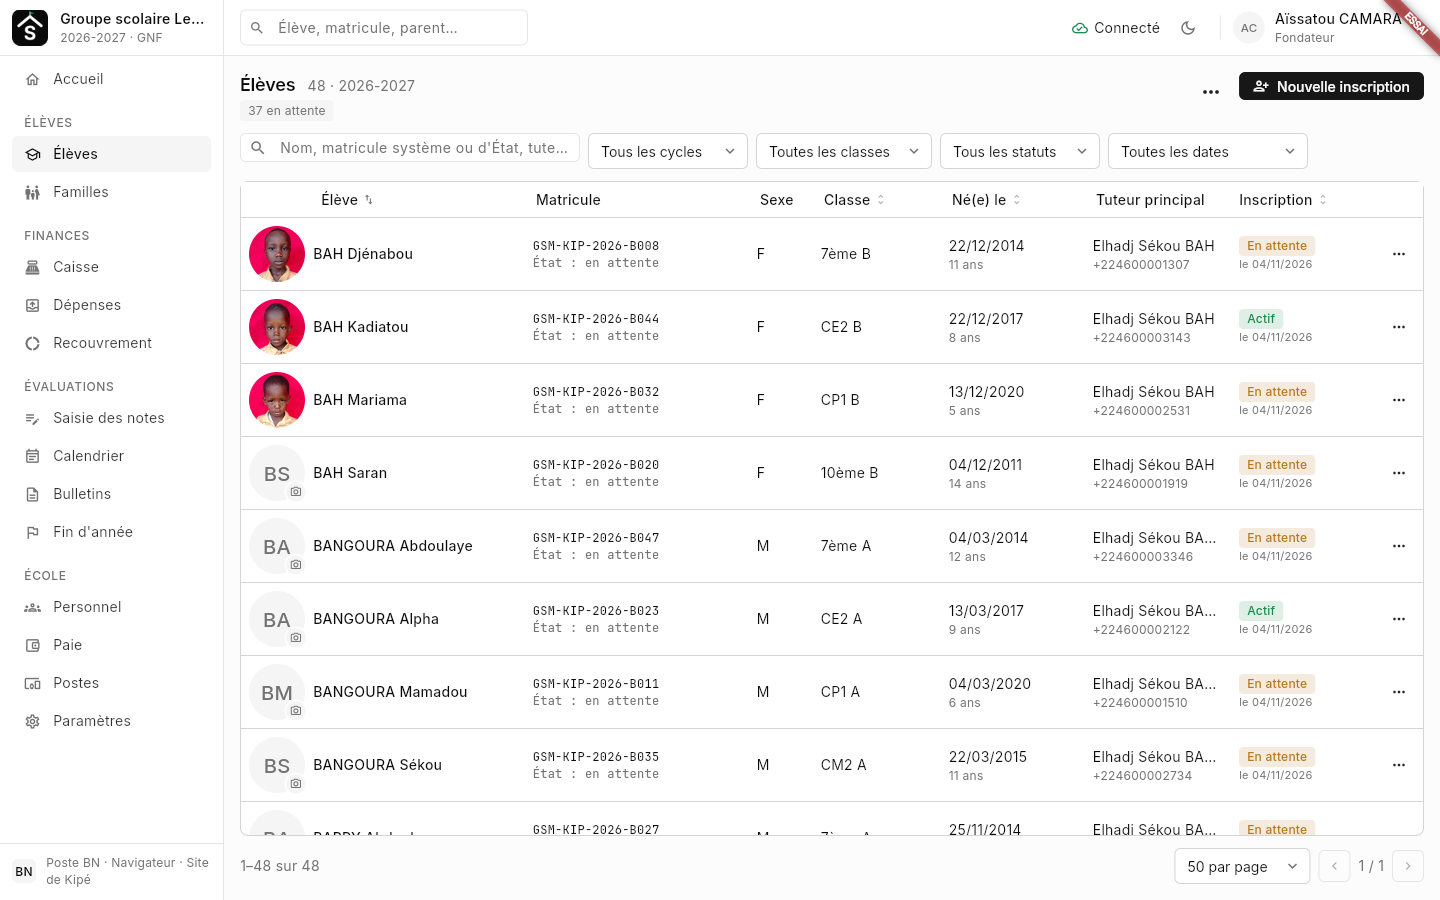 Groupe scolaire Le...
2026-2027 · GNF
Élève, matricule, parent...
Connecté
AC
Aïssatou CAMARA
Fondateur
ESSAI
Accueil
ÉLÈVES
Élèves
Familles
FINANCES
Caisse
Dépenses
Recouvrement
ÉVALUATIONS
Saisie des notes
Calendrier
Bulletins
Fin d'année
ÉCOLE
Personnel
Paie
Postes
Paramètres
BN
Poste BN · Navigateur · Site
de Kipé
Élèves 48 · 2026-2027
37 en attente
Nouvelle inscription
Nom, matricule système ou d'État, tute...
Tous les cycles
Toutes les classes
Tous les statuts
Toutes les dates
Élève Matricule Sexe Classe Né(e) le Tuteur principal Inscription
BAH Djénabou GSM-KIP-2026-B008 F 7ème B 22/12/2014 Elhadj Sékou BAH En attente
État : en attente 11 ans +224600001307 le 04/11/2026
BAH Kadiatou GSM-KIP-2026-B044 F CE2 B 22/12/2017 Elhadj Sékou BAH Actif
État : en attente 8 ans +224600003143 le 04/11/2026
BAH Mariama GSM-KIP-2026-B032 F CP1 B 13/12/2020 Elhadj Sékou BAH En attente
État : en attente 5 ans +224600002531 le 04/11/2026
BS BAH Saran GSM-KIP-2026-B020 F 10ème B 04/12/2011 Elhadj Sékou BAH En attente
État : en attente 14 ans +224600001919 le 04/11/2026
BA BANGOURA Abdoulaye GSM-KIP-2026-B047 M 7ème A 04/03/2014 Elhadj Sékou BA... En attente
État : en attente 12 ans +224600003346 le 04/11/2026
BA BANGOURA Alpha GSM-KIP-2026-B023 M CE2 A 13/03/2017 Elhadj Sékou BA... Actif
État : en attente 9 ans +224600002122 le 04/11/2026
BM BANGOURA Mamadou GSM-KIP-2026-B011 M CP1 A 04/03/2020 Elhadj Sékou BA... En attente
État : en attente 6 ans +224600001510 le 04/11/2026
BS BANGOURA Sékou GSM-KIP-2026-B035 M CM2 A 22/03/2015 Elhadj Sékou BA... En attente
État : en attente 11 ans +224600002734 le 04/11/2026
GSM-KIP-2026-B027 25/11/2014 Elhadj Sékou BA... En attente
1–48 sur 48
50 par page
1 / 1